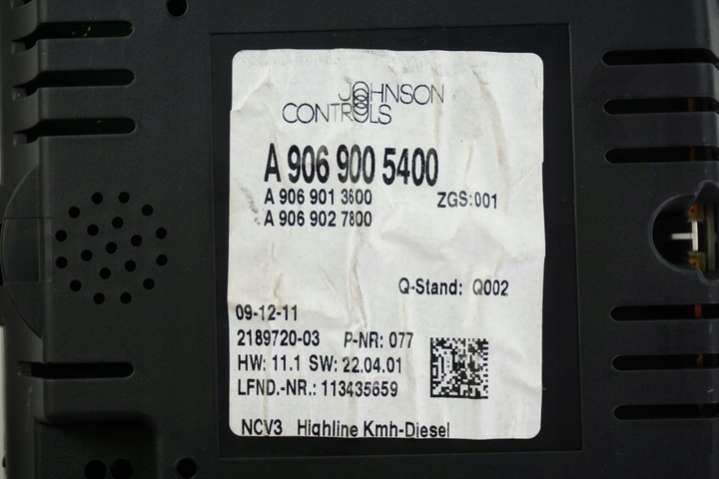 JOHNSON
CONTROLS
A 906 900 5400
A 906 901 3600 ZGS:001
A 906 902 7800
Q-Stand: Q002
09-12-11
2189720-03 P-NR: 077
HW: 11.1 SW: 22.04.01
LFND.-NR.: 113435659
NCV3 Highline Kmh-Diesel